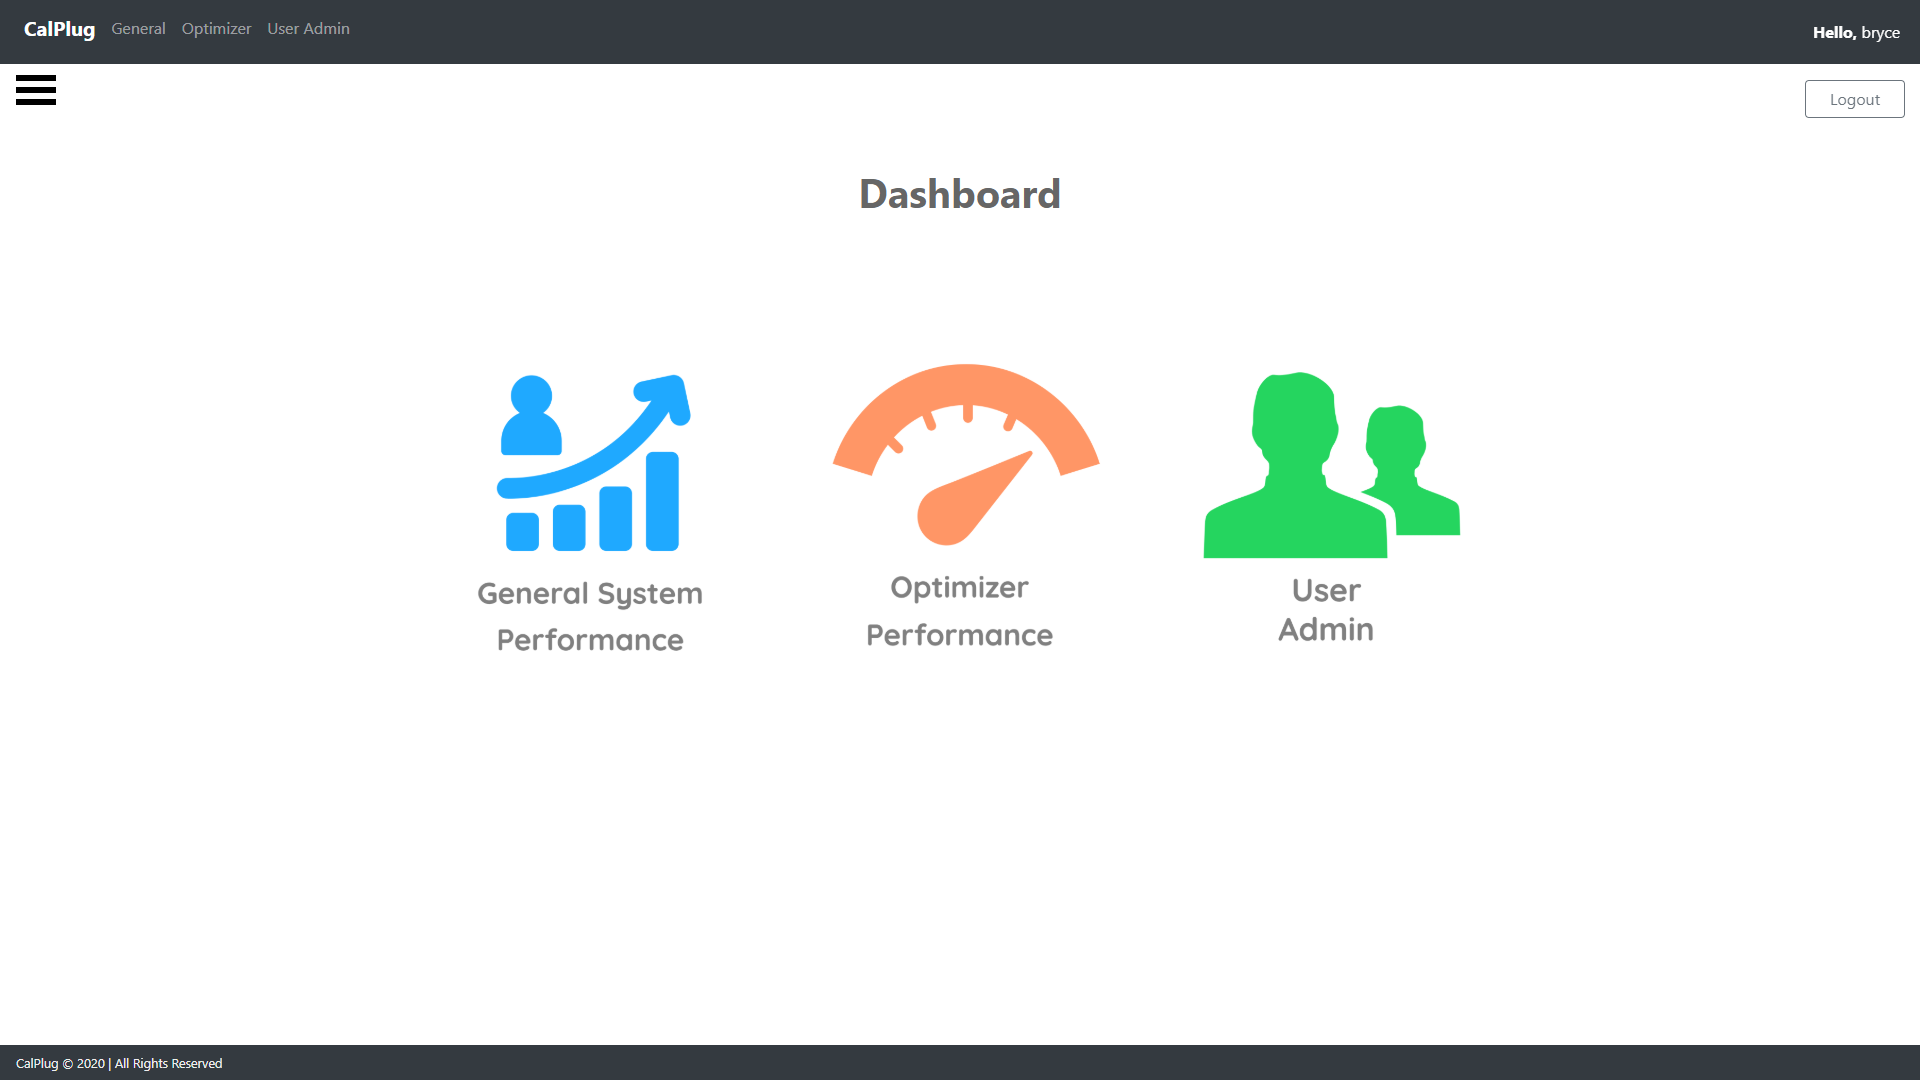 CalPlug General Optimizer User Admin
Hello, bryce
Logout
Dashboard
General System
Performance
Optimizer
Performance
User
Admin
CalPlug © 2020 | All Rights Reserved